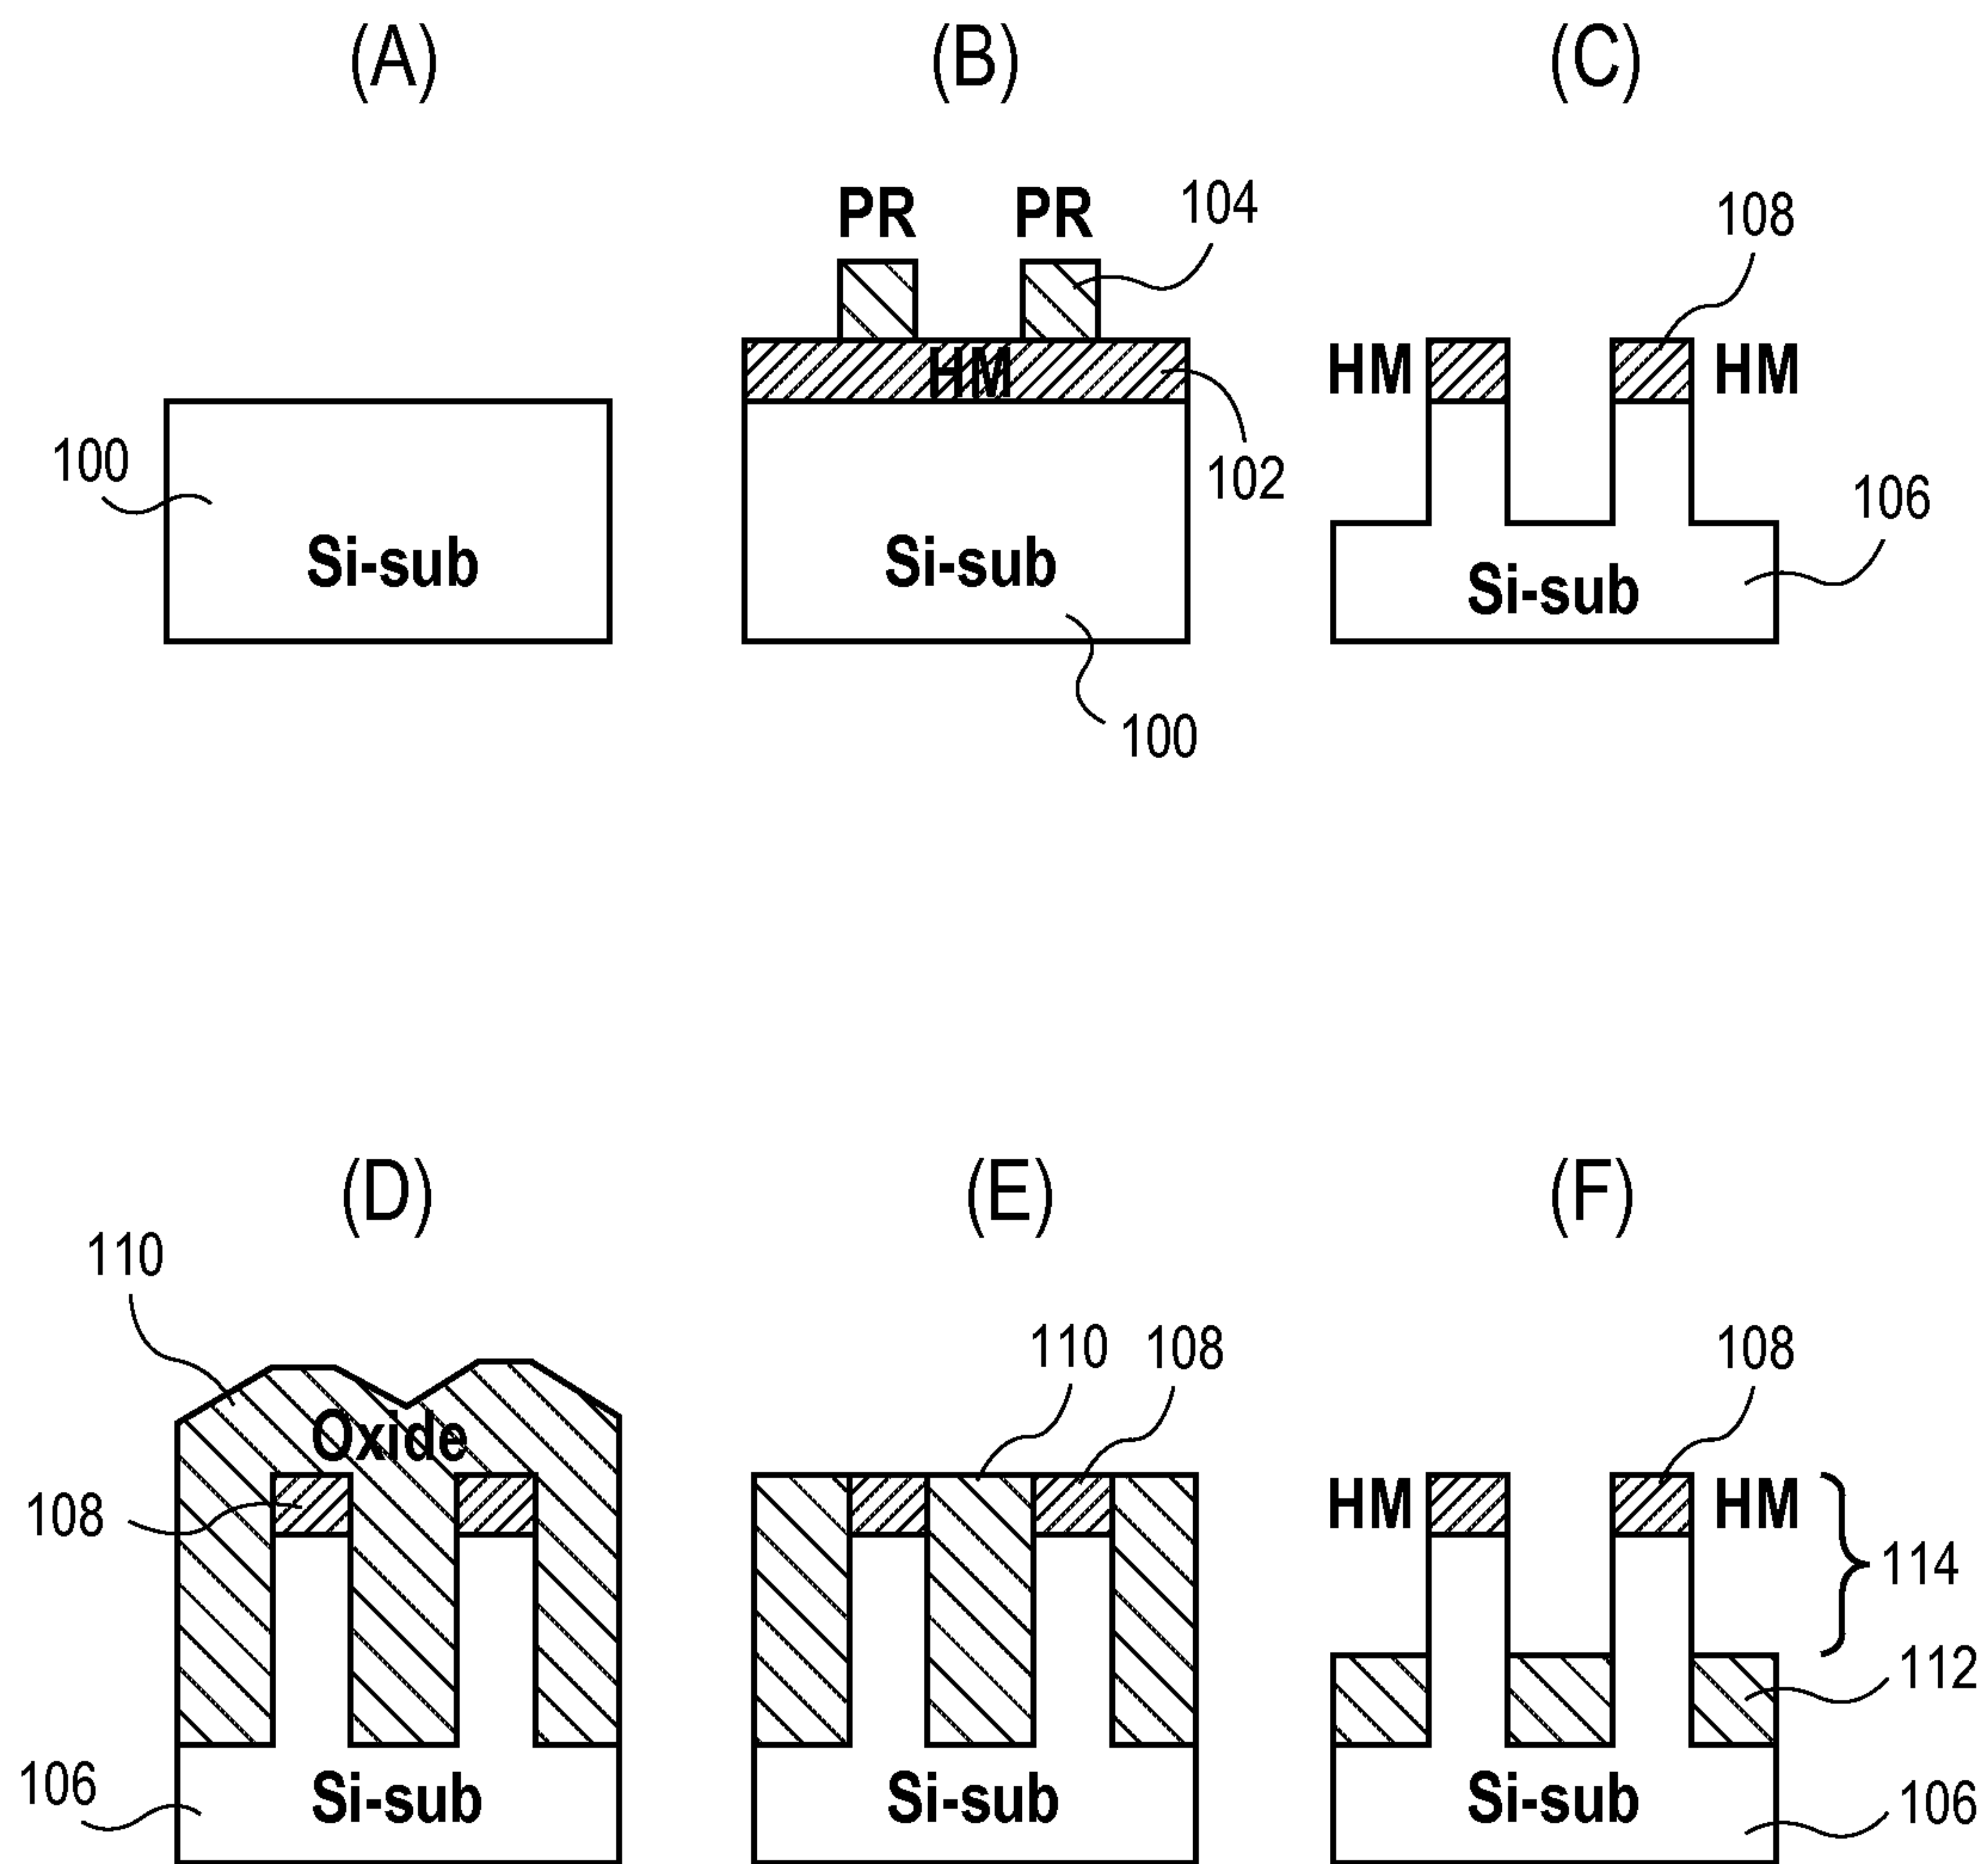 (A) (B) (C)
PR PR 104 108
HM HM HM
100 102 106
Si-sub Si-sub Si-sub
100
(D) (E) (F)
110 110 108 108
Oxide
108 HM HM
114
112
106 Si-sub Si-sub Si-sub 106